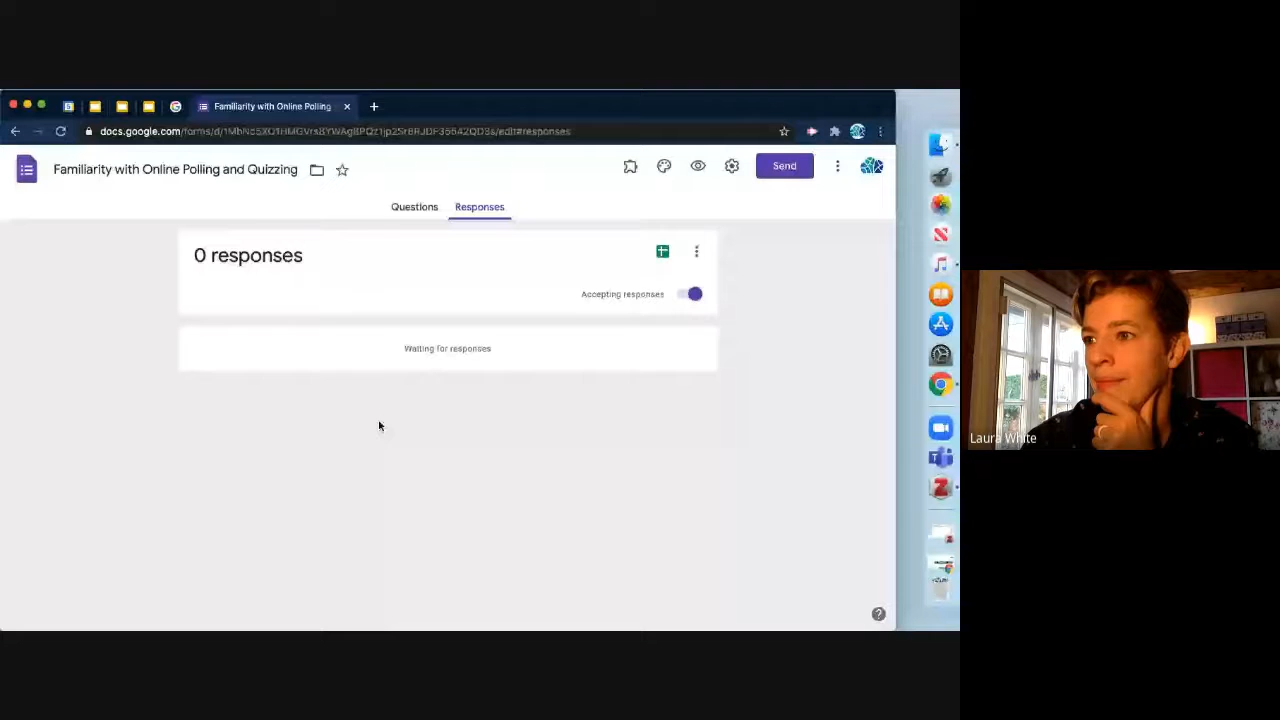 Familiarity with Online Polling
docs.google.com
Familiarity with Online Polling and Quizzing
Send
Questions
Responses
0 responses
Accepting responses
Waiting for responses
Laura White